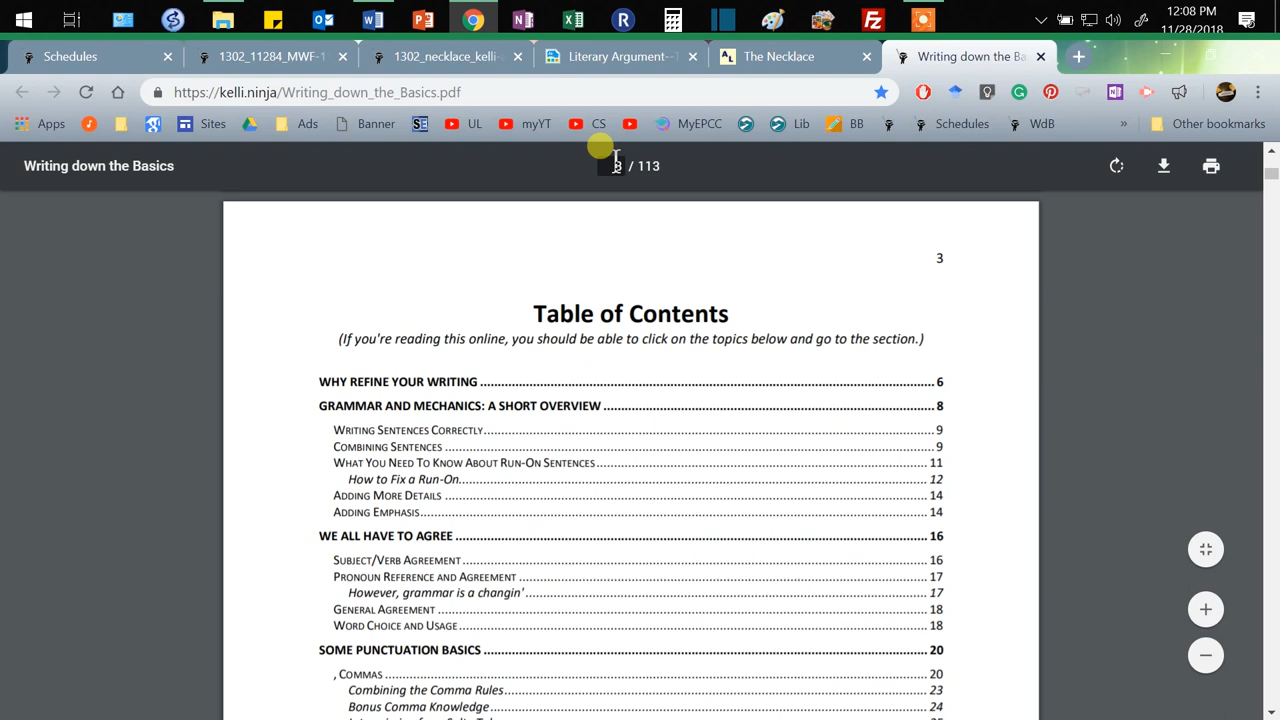 12:08 PM
11/28/2018
Schedules
1302_11284_MWF-1
1302_necklace_kelli-
Literary Argument--T
The Necklace
Writing down the Ba
https://kelli.ninja/Writing_down_the_Basics.pdf
Apps
Sites
Ads
Banner
UL
myYT
CS
MyEPCC
Lib
BB
Schedules
WdB
»
Other bookmarks
Writing down the Basics
3 / 113
3
Table of Contents
(If you're reading this online, you should be able to click on the topics below and go to the section.)
WHY REFINE YOUR WRITING ........ 6
GRAMMAR AND MECHANICS: A SHORT OVERVIEW ........ 8
WRITING SENTENCES CORRECTLY ........ 9
COMBINING SENTENCES ........ 9
WHAT YOU NEED TO KNOW ABOUT RUN-ON SENTENCES ........ 11
How to Fix a Run-On ........ 12
ADDING MORE DETAILS ........ 14
ADDING EMPHASIS ........ 14
WE ALL HAVE TO AGREE ........ 16
SUBJECT/VERB AGREEMENT ........ 16
PRONOUN REFERENCE AND AGREEMENT ........ 17
However, grammar is a changin' ........ 17
GENERAL AGREEMENT ........ 18
WORD CHOICE AND USAGE ........ 18
SOME PUNCTUATION BASICS ........ 20
, COMMAS ........ 20
Combining the Comma Rules ........ 23
Bonus Comma Knowledge ........ 24